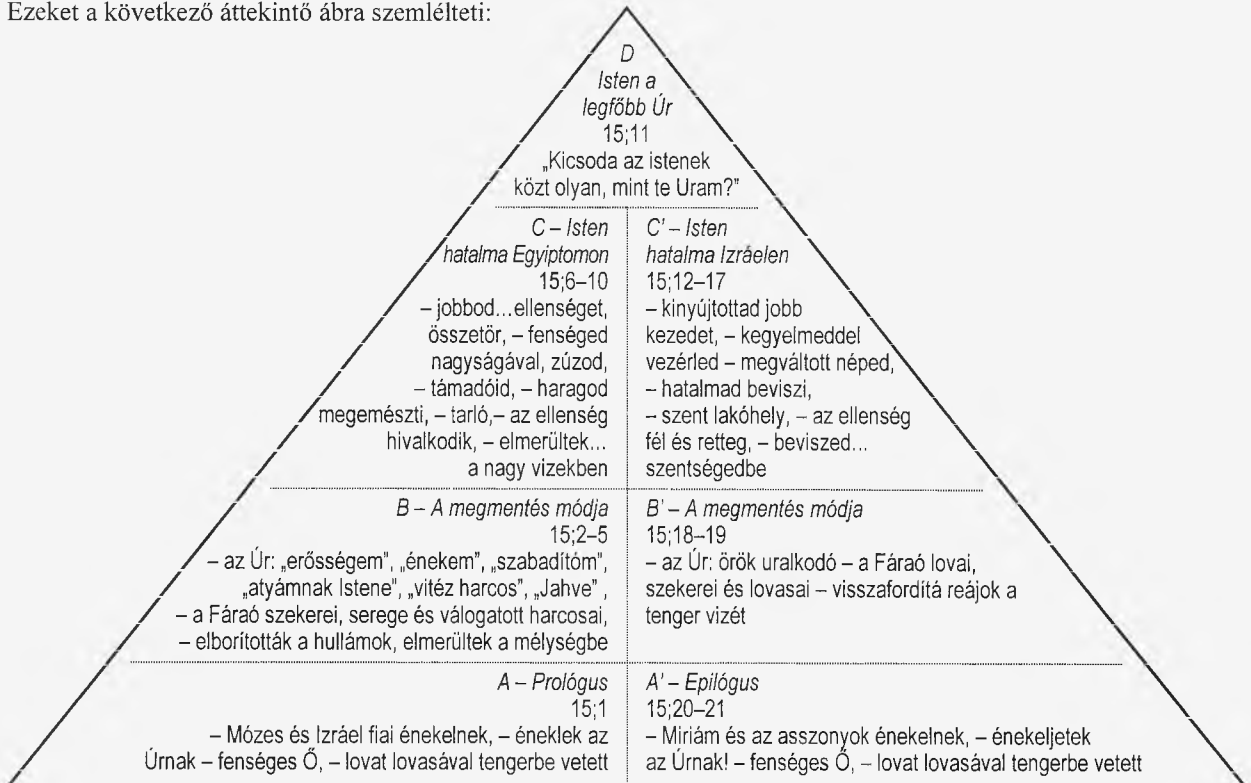 Ezeket a következő áttekintő ábra szemlélteti:
D
Isten a
legfőbb Úr
15;11
„Kicsoda az istenek
közt olyan, mint te Uram?”
C – Isten
hatalma Egyiptomon
15;6–10
– jobbod...ellenséget,
összetör, – fenséged
nagyságával, zúzod,
– támadóid, – haragod
megemészti, – tarló,– az ellenség
hivalkodik, – elmerültek...
a nagy vizekben
C' – Isten
hatalma Izráelen
15;12–17
– kinyújtottad jobb
kezedet, – kegyelmeddel
vezérled – megváltott néped,
– hatalmad beviszi,
– szent lakóhely, – az ellenség
fél és retteg, – beviszed...
szentségedbe
B – A megmentés módja
15;2–5
– az Úr: „erősségem”, „énekem”, „szabadítóm”,
„atyámnak Istene”, „vitéz harcos”, „Jahve” ,
– a Fáraó szekerei, serege és válogatott harcosai,
– elborították a hullámok, elmerültek a mélységbe
B' – A megmentés módja
15;18–19
– az Úr: örök uralkodó – a Fáraó lovai,
szekerei és lovasai – visszafordítá reájok a
tenger vizét
A – Prológus
15;1
– Mózes és Izráel fiai énekelnek, – éneklek az
Úrnak – fenséges Ő, – lovat lovasával tengerbe vetett
A' – Epilógus
15;20–21
– Miriám és az asszonyok énekelnek, – énekeljetek
az Úrnak! – fenséges Ő, – lovat lovasával tengerbe vetett